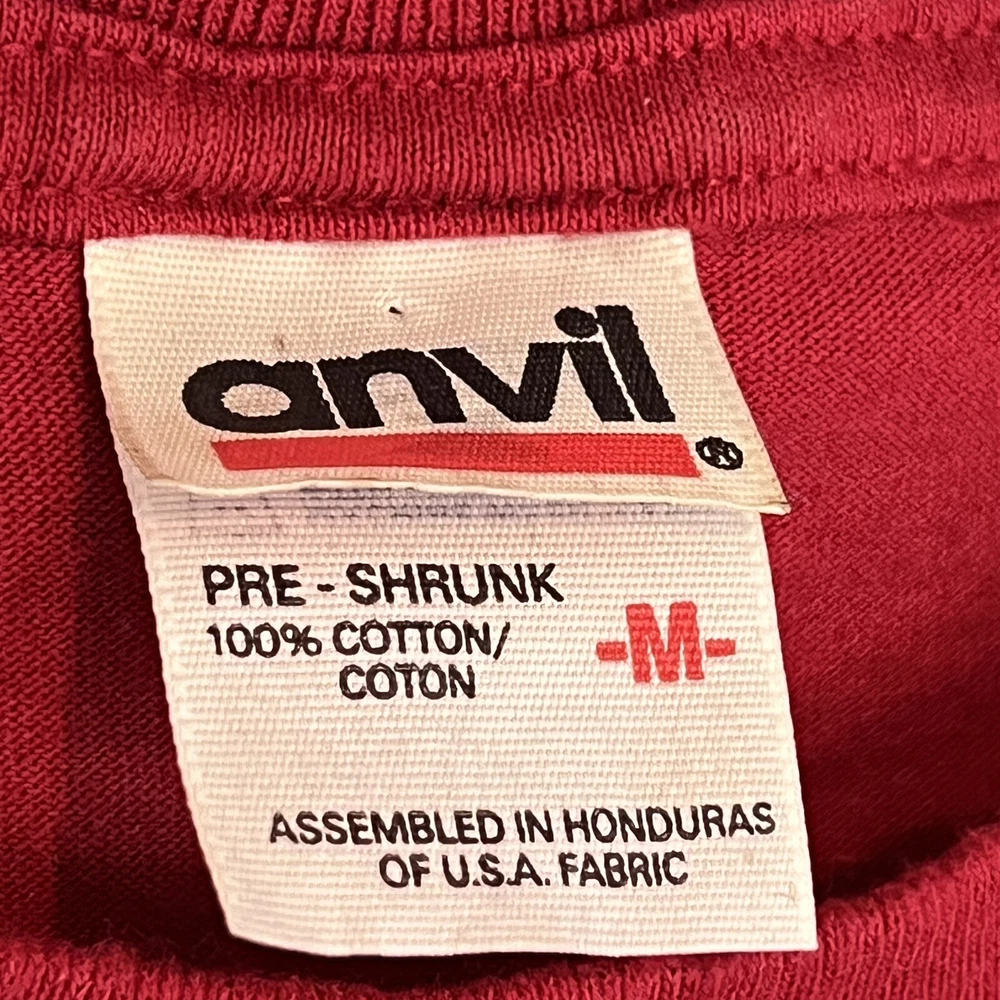 anvil®
PRE - SHRUNK
100% COTTON/
COTON
-M-
ASSEMBLED IN HONDURAS
OF U.S.A. FABRIC